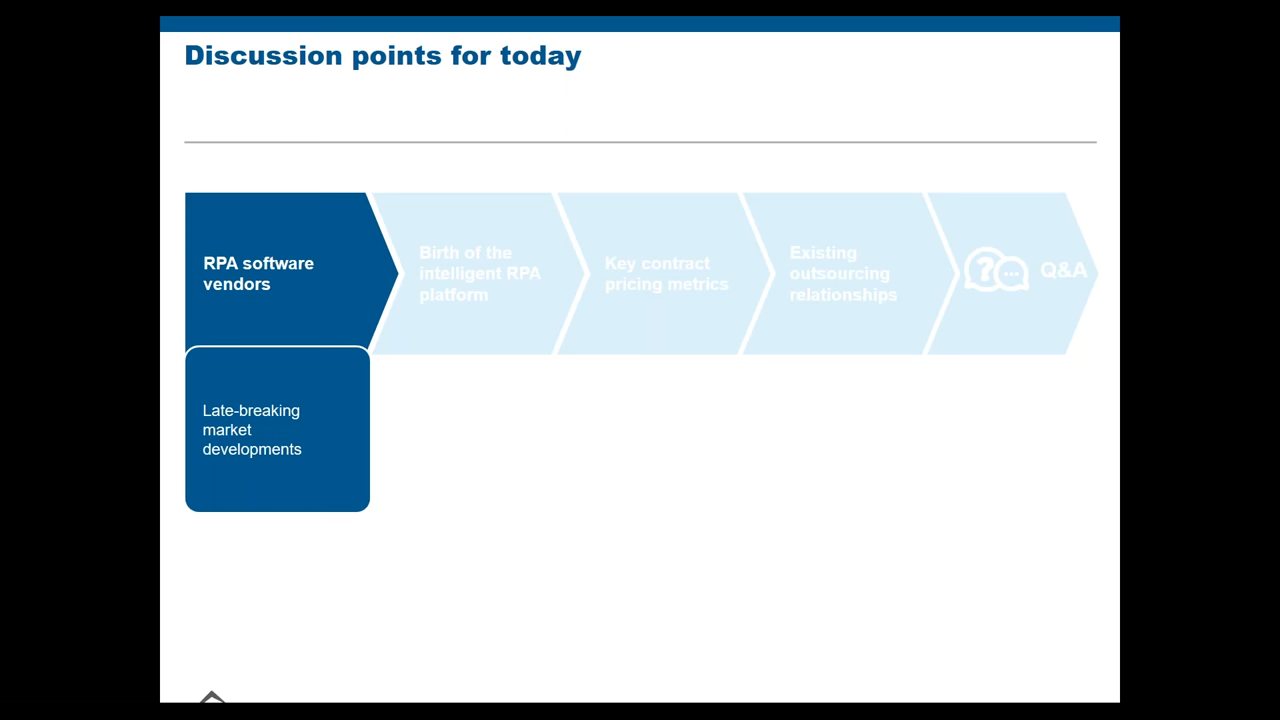 Discussion points for today
RPA software
vendors
Birth of the
intelligent RPA
platform
Key contract
pricing metrics
Existing
outsourcing
relationships
Q&A
Late-breaking
market
developments